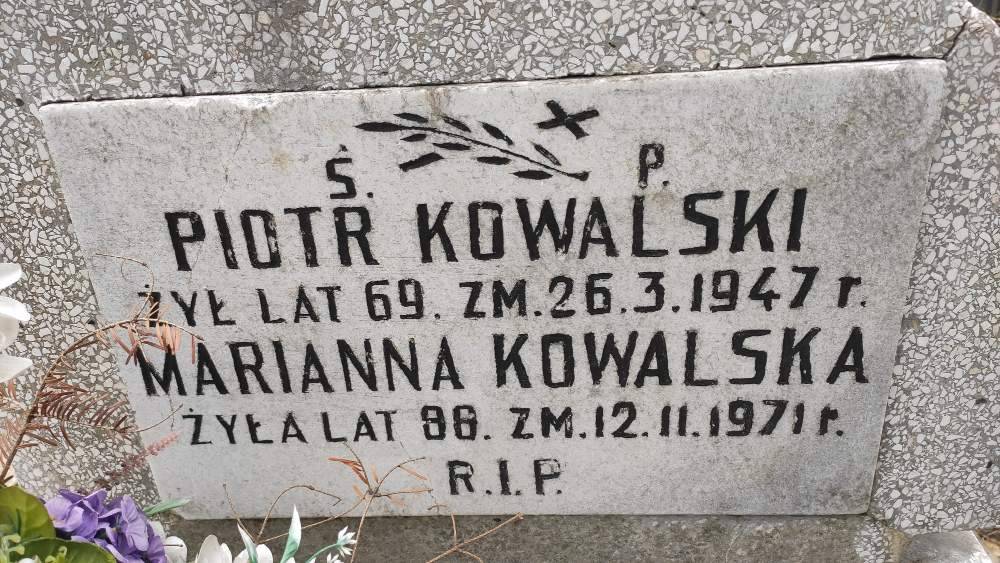 Ś. P.
PIOTR KOWALSKI
ŻYŁ LAT 69. ZM. 26.3.1947 r.
MARIANNA KOWALSKA
ŻYŁA LAT 88. ZM. 12.11.1971 r.
R.I.P.